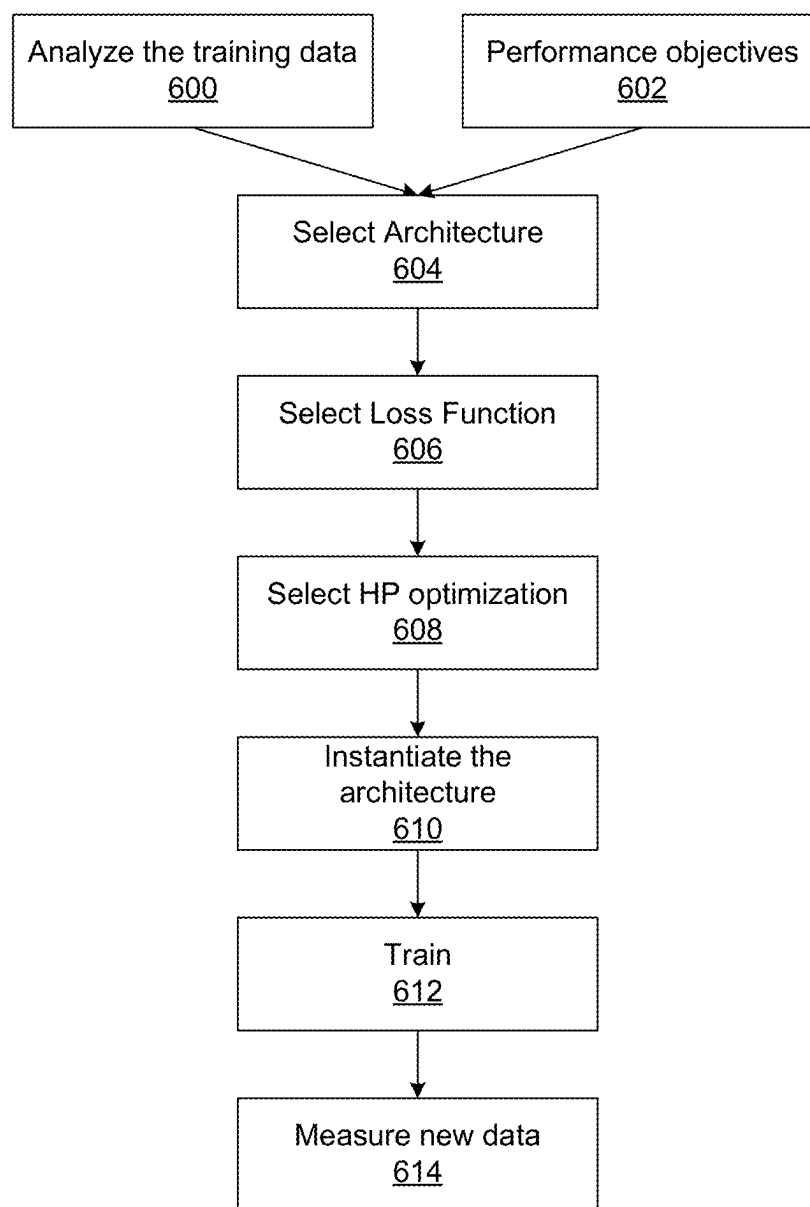 Analyze the training data
600
Performance objectives
602
Select Architecture
604
Select Loss Function
606
Select HP optimization
608
Instantiate the
architecture
610
Train
612
Measure new data
614